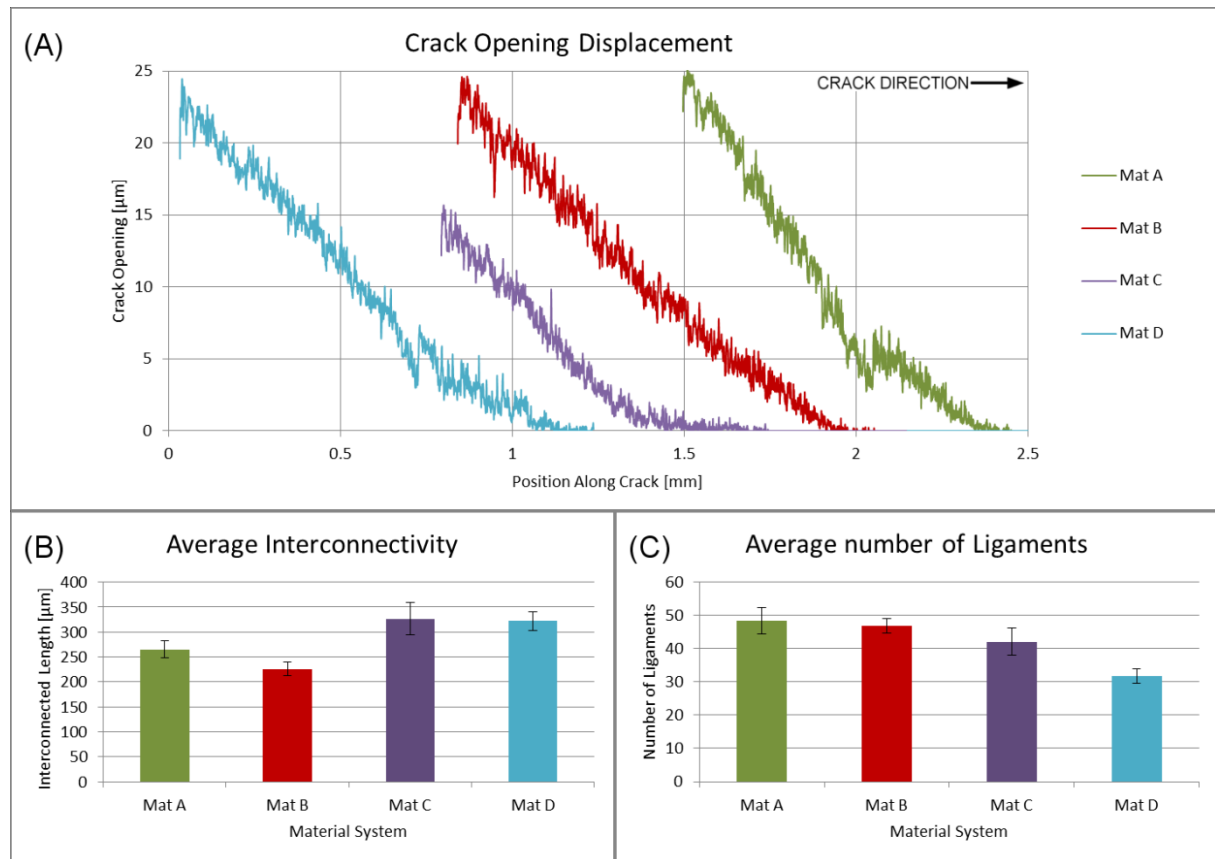 (A)
Crack Opening Displacement
CRACK DIRECTION
Crack Opening [µm]
25
20
15
10
5
0
0
0.5
1
1.5
2
2.5
Position Along Crack [mm]
Mat A
Mat B
Mat C
Mat D
(B)
Average Interconnectivity
Interconnected Length [µm]
400
350
300
250
200
150
100
50
0
Mat A
Mat B
Mat C
Mat D
Material System
(C)
Average number of Ligaments
Number of Ligaments
60
50
40
30
20
10
0
Mat A
Mat B
Mat C
Mat D
Material System